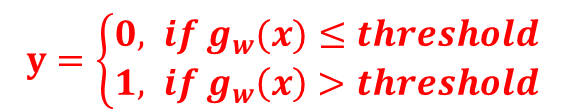 y = {0, if g_w(x) ≤ threshold
1, if g_w(x) > threshold